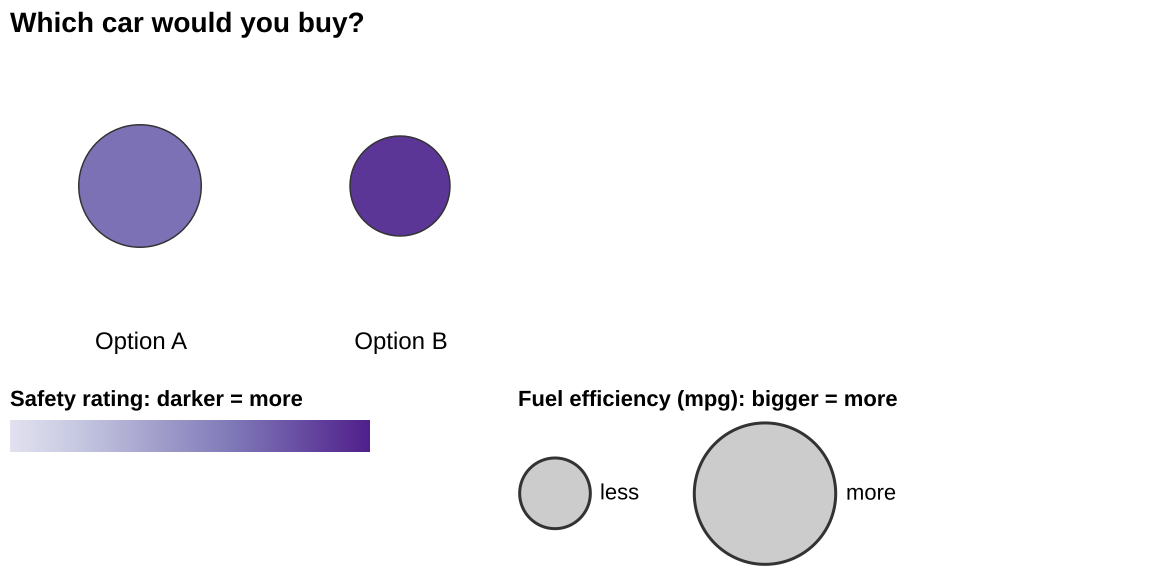 Which car would you buy?
Option A
Option B
Safety rating: darker = more
Fuel efficiency (mpg): bigger = more
less
more